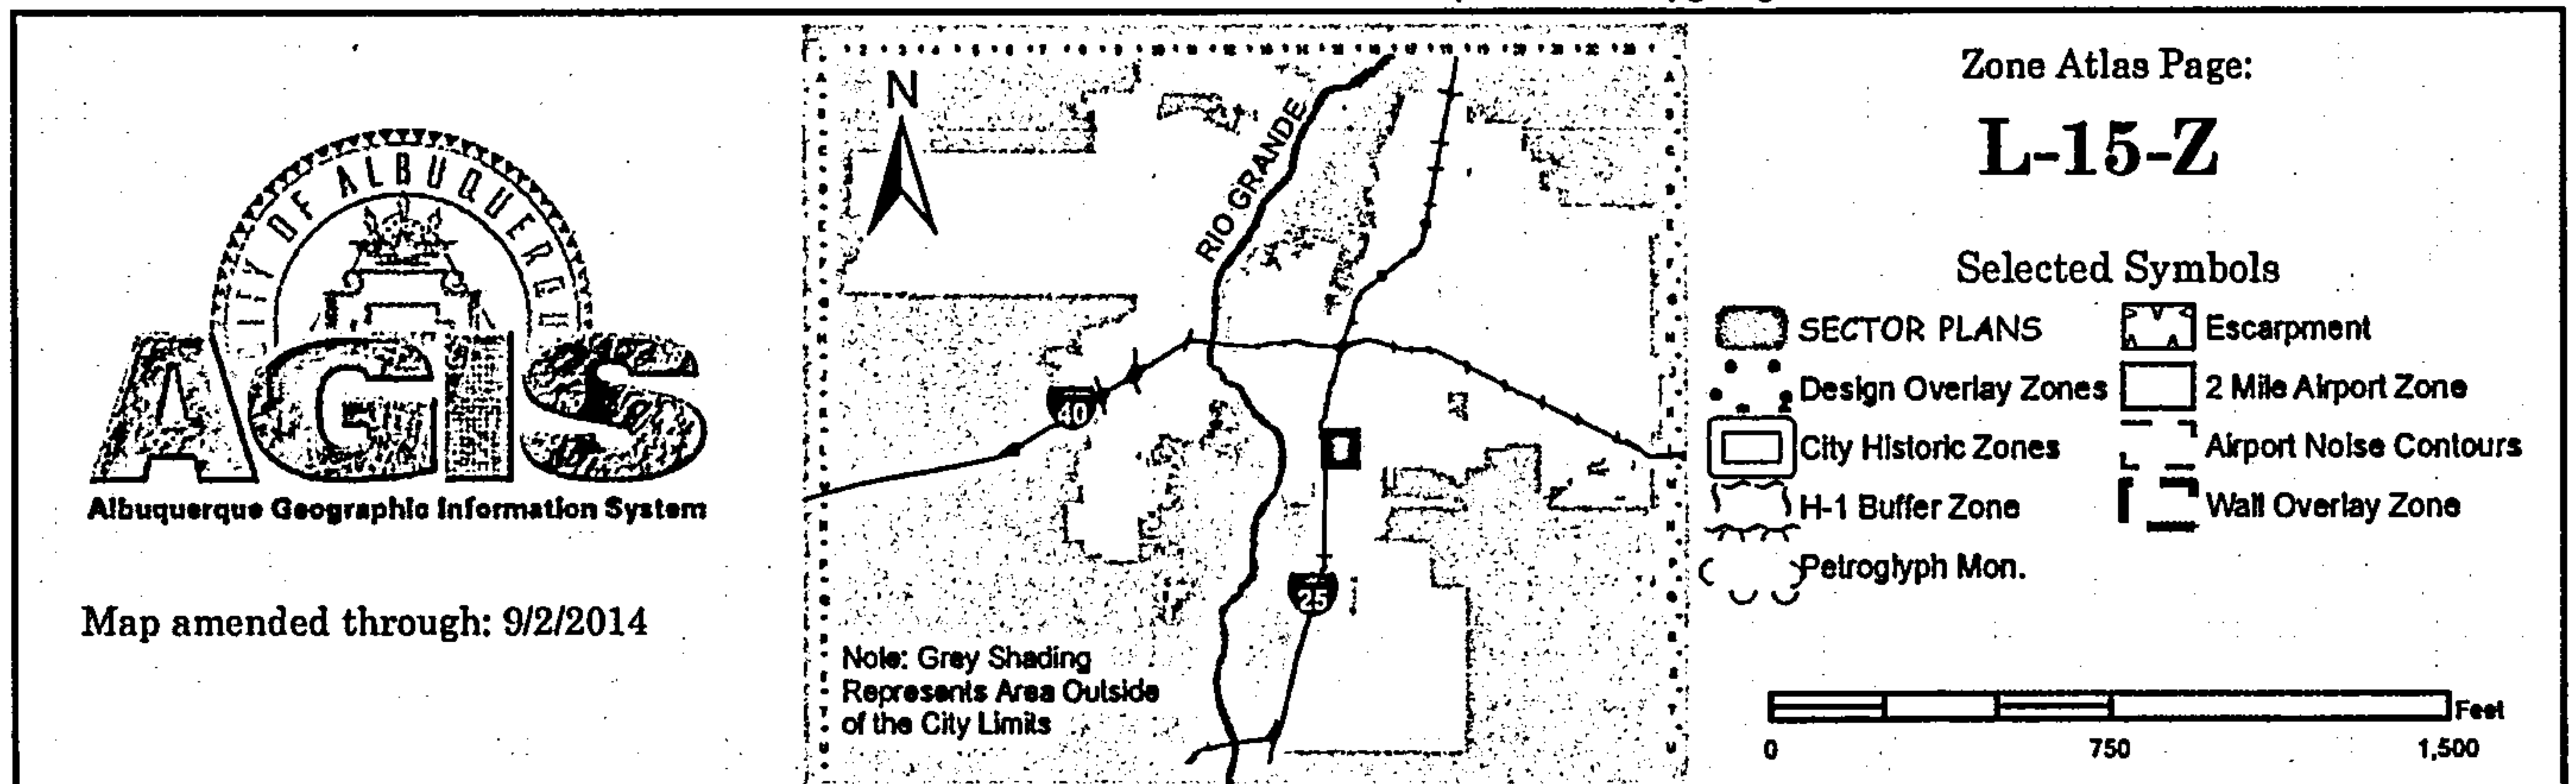 CITY OF ALBUQUERQUE
AGIS
Albuquerque Geographic Information System
Map amended through: 9/2/2014
N
RIO GRANDE
40
25
Note: Grey Shading
Represents Area Outside
of the City Limits
Zone Atlas Page:
L-15-Z
Selected Symbols
SECTOR PLANS
Design Overlay Zones
City Historic Zones
H-1 Buffer Zone
Petroglyph Mon.
Escarpment
2 Mile Airport Zone
Airport Noise Contours
Wall Overlay Zone
Feet
0 750 1,500